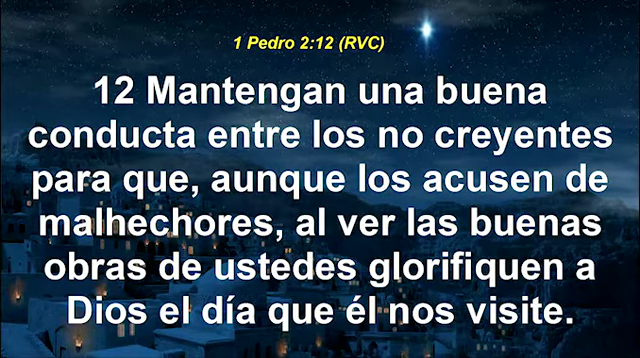 1 Pedro 2:12 (RVC)
12 Mantengan una buena
conducta entre los no creyentes
para que, aunque los acusen de
malhechores, al ver las buenas
obras de ustedes glorifiquen a
Dios el día que él nos visite.